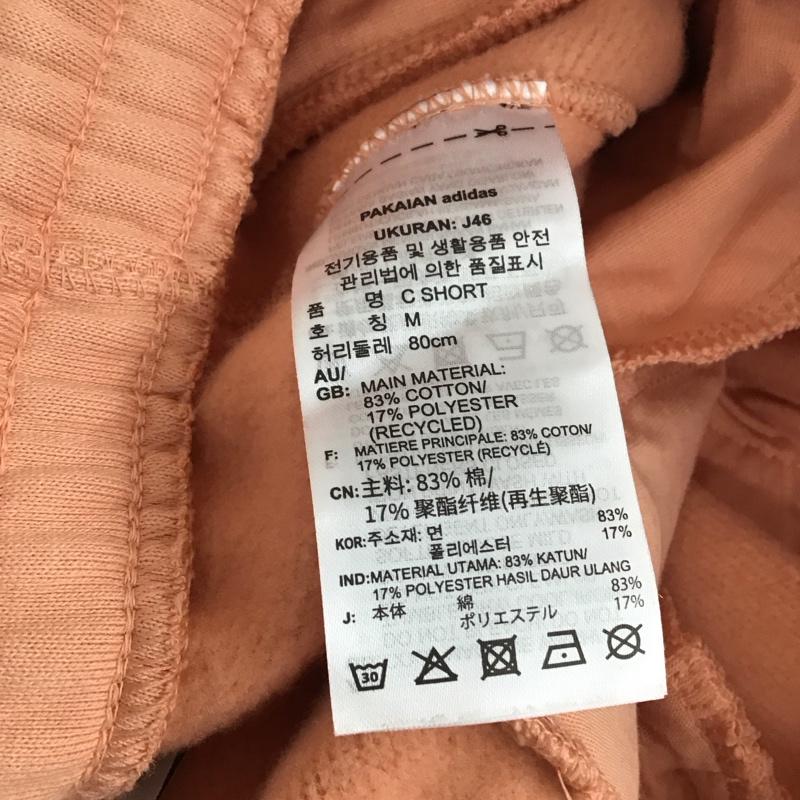 PAKAIAN adidas
UKURAN: J46
전기용품 및 생활용품 안전
관리법에 의한 품질표시
품 명 C SHORT
호 칭 M
허리둘레 80cm
AU/
GB: MAIN MATERIAL:
83% COTTON/
17% POLYESTER
(RECYCLED)
F: MATIERE PRINCIPALE: 83% COTON/
17% POLYESTER (RECYCLÉ)
CN: 主料: 83% 棉/
17% 聚酯纤维(再生聚酯)
KOR: 주소재: 면 83%
폴리에스터 17%
IND: MATERIAL UTAMA: 83% KATUN/
17% POLYESTER HASIL DAUR ULANG
J: 本体 綿 83%
ポリエステル 17%
30